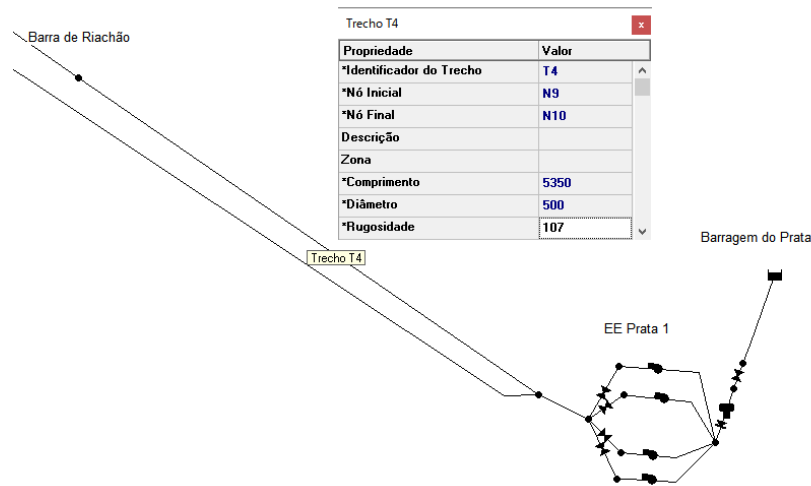 Barra de Riachão
Trecho T4
x
Propriedade Valor
*Identificador do Trecho T4
*Nó Inicial N9
*Nó Final N10
Descrição
Zona
*Comprimento 5350
*Diâmetro 500
*Rugosidade 107
Barragem do Prata
Trecho T4
EE Prata 1